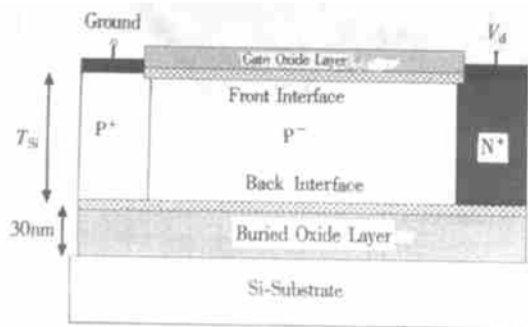 Ground
V_d
Gate Oxide Layer
Front Interface
P⁺
P⁻
T_Si
N⁺
Back Interface
30nm
Buried Oxide Layer
Si-Substrate